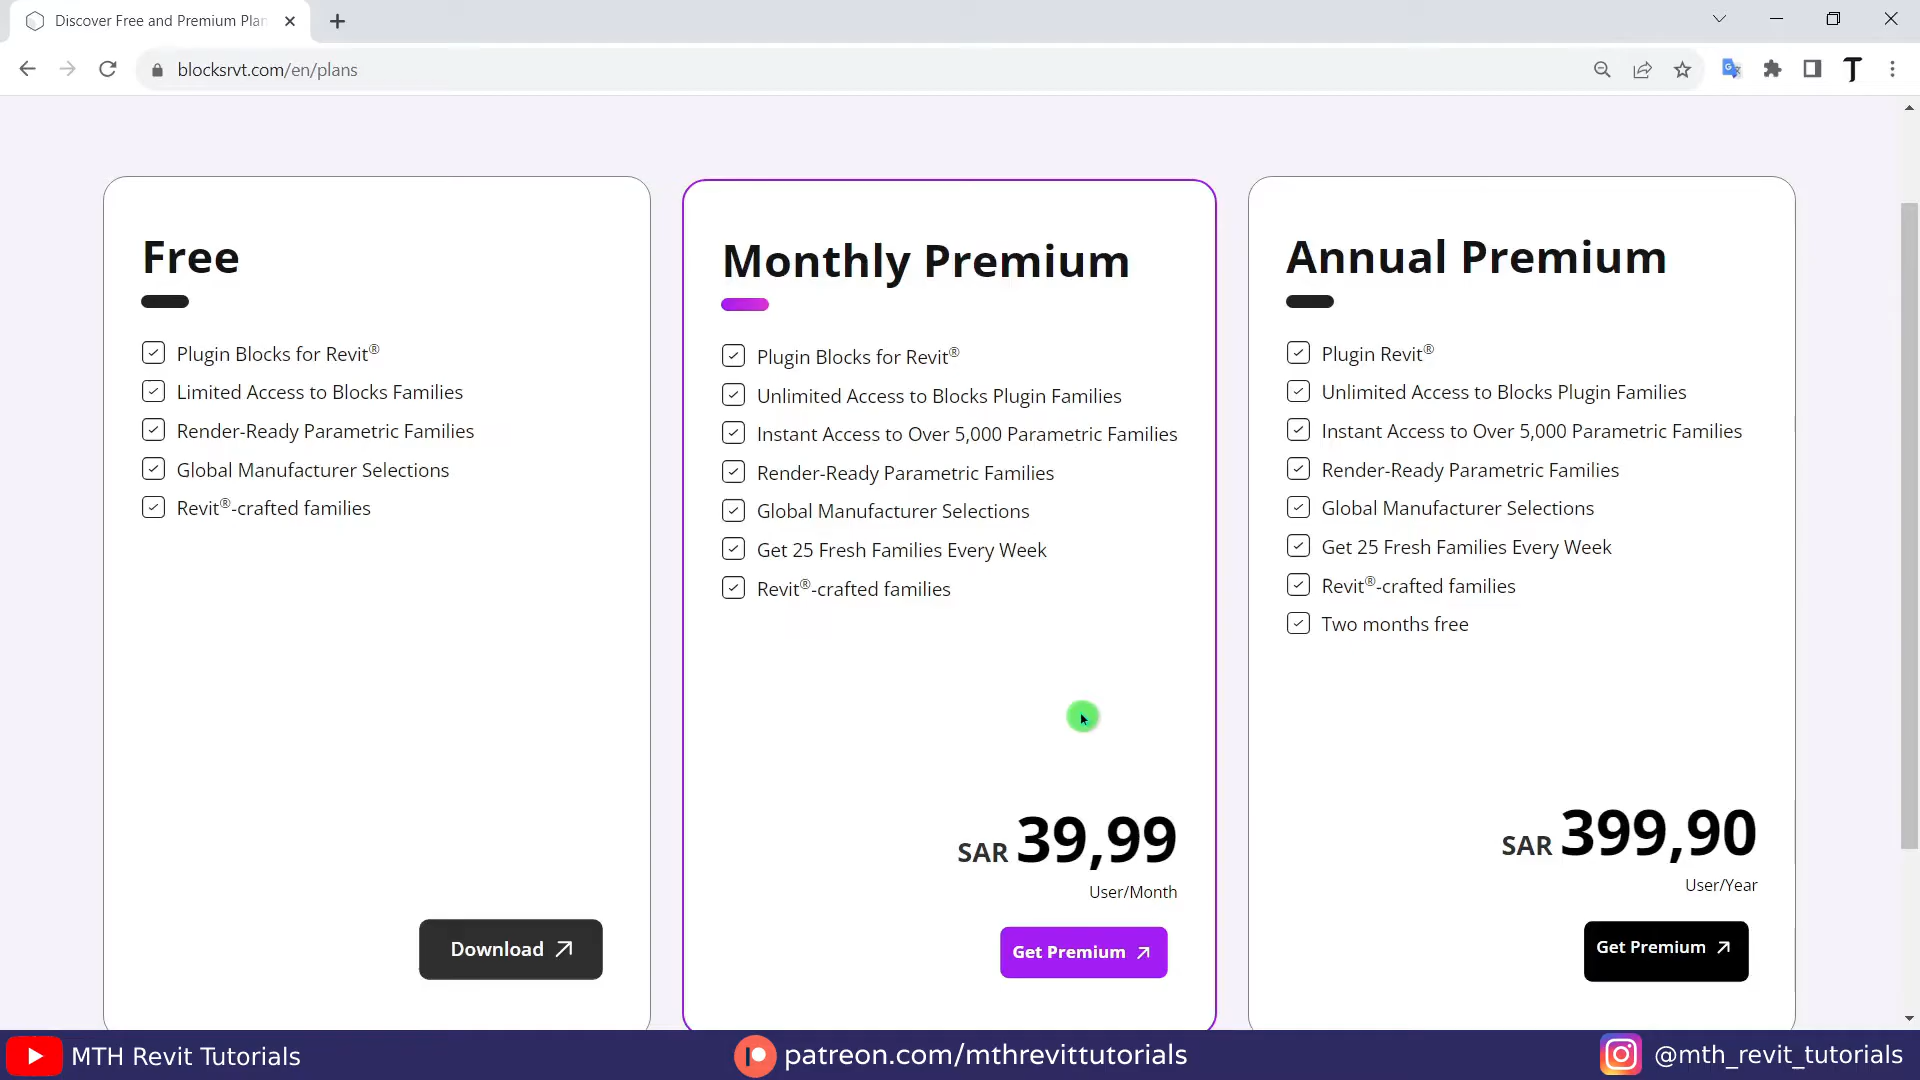 Discover Free and Premium Plan
blocksrvt.com/en/plans
Free
Plugin Blocks for Revit®
Limited Access to Blocks Families
Render-Ready Parametric Families
Global Manufacturer Selections
Revit®-crafted families
Download
Monthly Premium
Plugin Blocks for Revit®
Unlimited Access to Blocks Plugin Families
Instant Access to Over 5,000 Parametric Families
Render-Ready Parametric Families
Global Manufacturer Selections
Get 25 Fresh Families Every Week
Revit®-crafted families
SAR 39,99
User/Month
Get Premium
Annual Premium
Plugin Revit®
Unlimited Access to Blocks Plugin Families
Instant Access to Over 5,000 Parametric Families
Render-Ready Parametric Families
Global Manufacturer Selections
Get 25 Fresh Families Every Week
Revit®-crafted families
Two months free
SAR 399,90
User/Year
Get Premium
MTH Revit Tutorials
patreon.com/mthrevittutorials
@mth_revit_tutorials